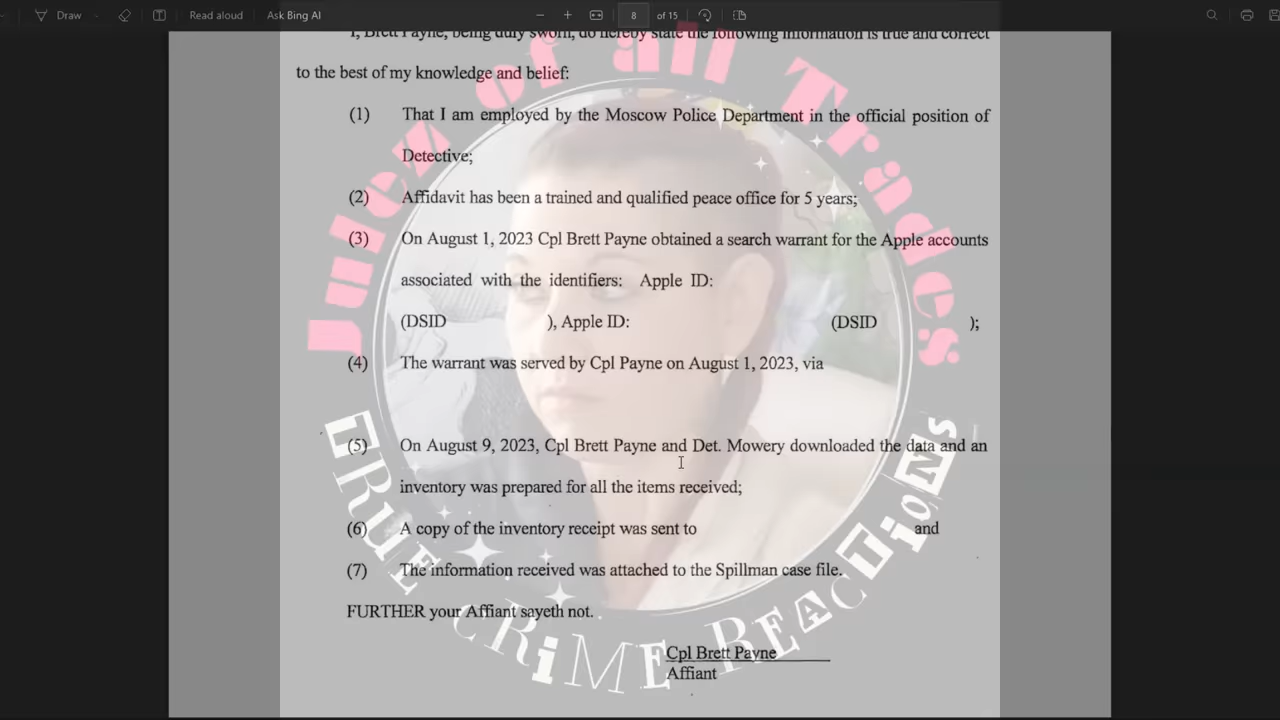 Draw
Read aloud
Ask Bing AI
8 of 15
I, Brett Payne, being duly sworn, do hereby state the following information is true and correct
to the best of my knowledge and belief:
(1) That I am employed by the Moscow Police Department in the official position of
Detective;
(2) Affidavit has been a trained and qualified peace office for 5 years;
(3) On August 1, 2023 Cpl Brett Payne obtained a search warrant for the Apple accounts
associated with the identifiers: Apple ID:
(DSID ), Apple ID: (DSID );
(4) The warrant was served by Cpl Payne on August 1, 2023, via
(5) On August 9, 2023, Cpl Brett Payne and Det. Mowery downloaded the data and an
inventory was prepared for all the items received;
(6) A copy of the inventory receipt was sent to and
(7) The information received was attached to the Spillman case file.
FURTHER your Affiant sayeth not.
Cpl Brett Payne
Affiant
Julez of all Trades
TRUE CRiME REACTiONS